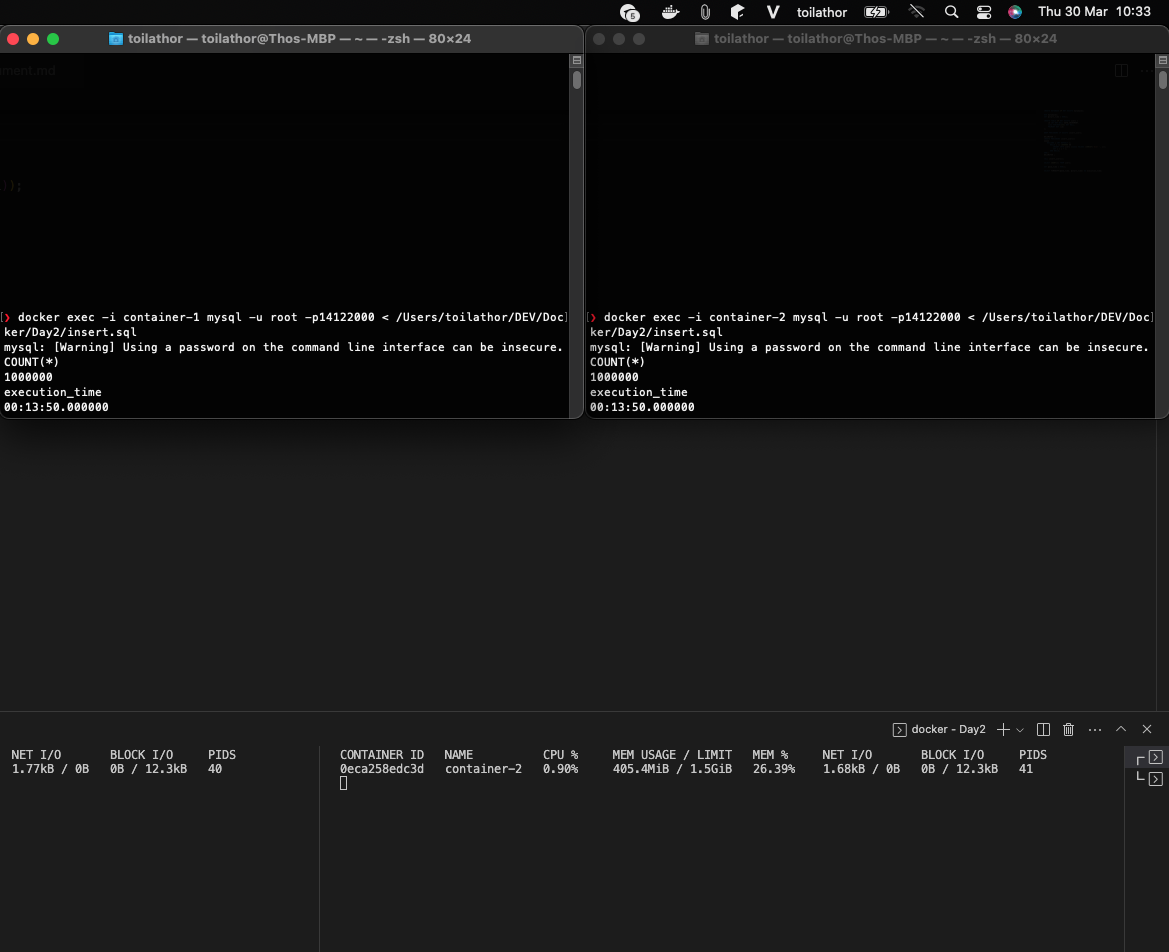 5
toilathor
Thu 30 Mar 10:33
toilathor — toilathor@Thos-MBP — ~ — -zsh — 80×24
toilathor — toilathor@Thos-MBP — ~ — -zsh — 80×24
nment.md
)); 
[❯ docker exec -i container-1 mysql -u root -p14122000 < /Users/toilathor/DEV/Doc]
ker/Day2/insert.sql
mysql: [Warning] Using a password on the command line interface can be insecure.
COUNT(*)
1000000
execution_time
00:13:50.000000
[❯ docker exec -i container-2 mysql -u root -p14122000 < /Users/toilathor/DEV/Doc]
ker/Day2/insert.sql
mysql: [Warning] Using a password on the command line interface can be insecure.
COUNT(*)
1000000
execution_time
00:13:50.000000
docker - Day2
NET I/O BLOCK I/O PIDS
1.77kB / 0B 0B / 12.3kB 40
CONTAINER ID NAME CPU % MEM USAGE / LIMIT MEM % NET I/O BLOCK I/O PIDS
0eca258edc3d container-2 0.90% 405.4MiB / 1.5GiB 26.39% 1.68kB / 0B 0B / 12.3kB 41